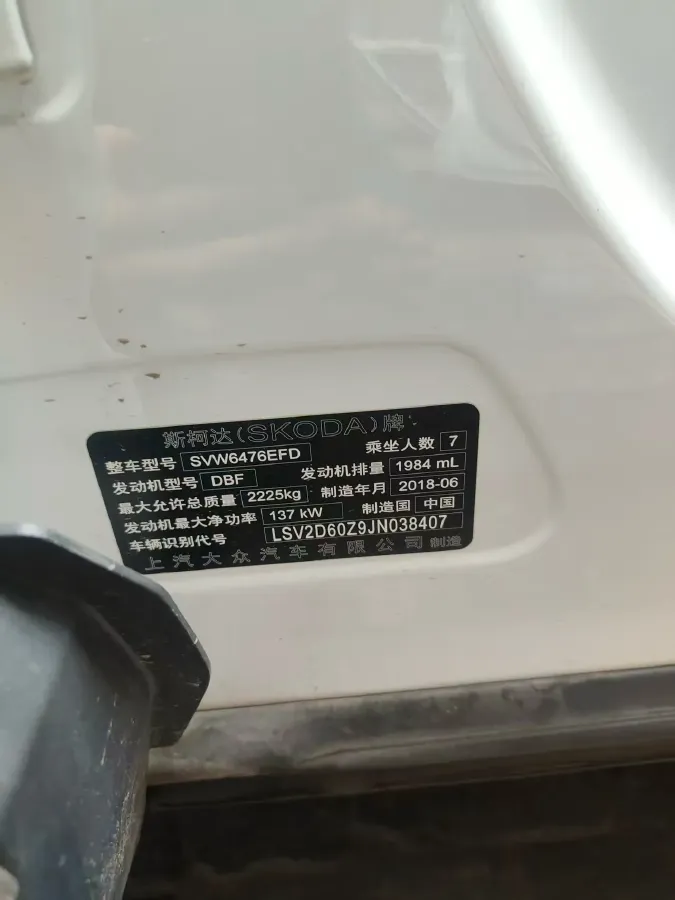 斯柯达(SKODA)牌
整车型号 SVW6476EFD 乘坐人数 7
发动机型号 DBF 发动机排量 1984 mL
最大允许总质量 2225kg 制造年月 2018-06
发动机最大净功率 137 kW 制造国 中国
车辆识别代号 LSV2D60Z9JN038407
上汽大众汽车有限公司 制造